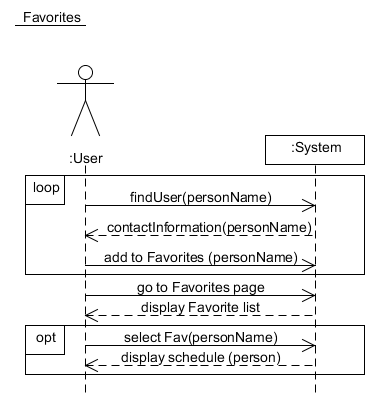 Favorites
:User
:System
loop
findUser(personName)
contactInformation(personName)
add to Favorites (personName)
go to Favorites page
display Favorite list
opt
select Fav(personName)
display schedule (person)